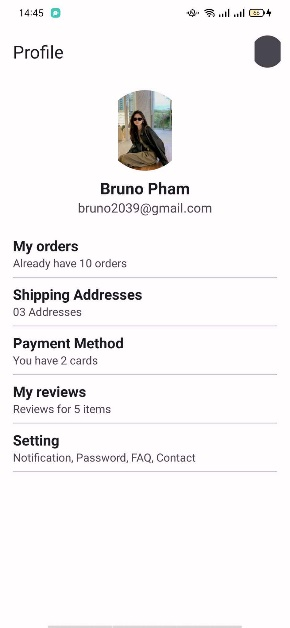 14:45
Profile
Bruno Pham
bruno2039@gmail.com
My orders
Already have 10 orders
Shipping Addresses
03 Addresses
Payment Method
You have 2 cards
My reviews
Reviews for 5 items
Setting
Notification, Password, FAQ, Contact